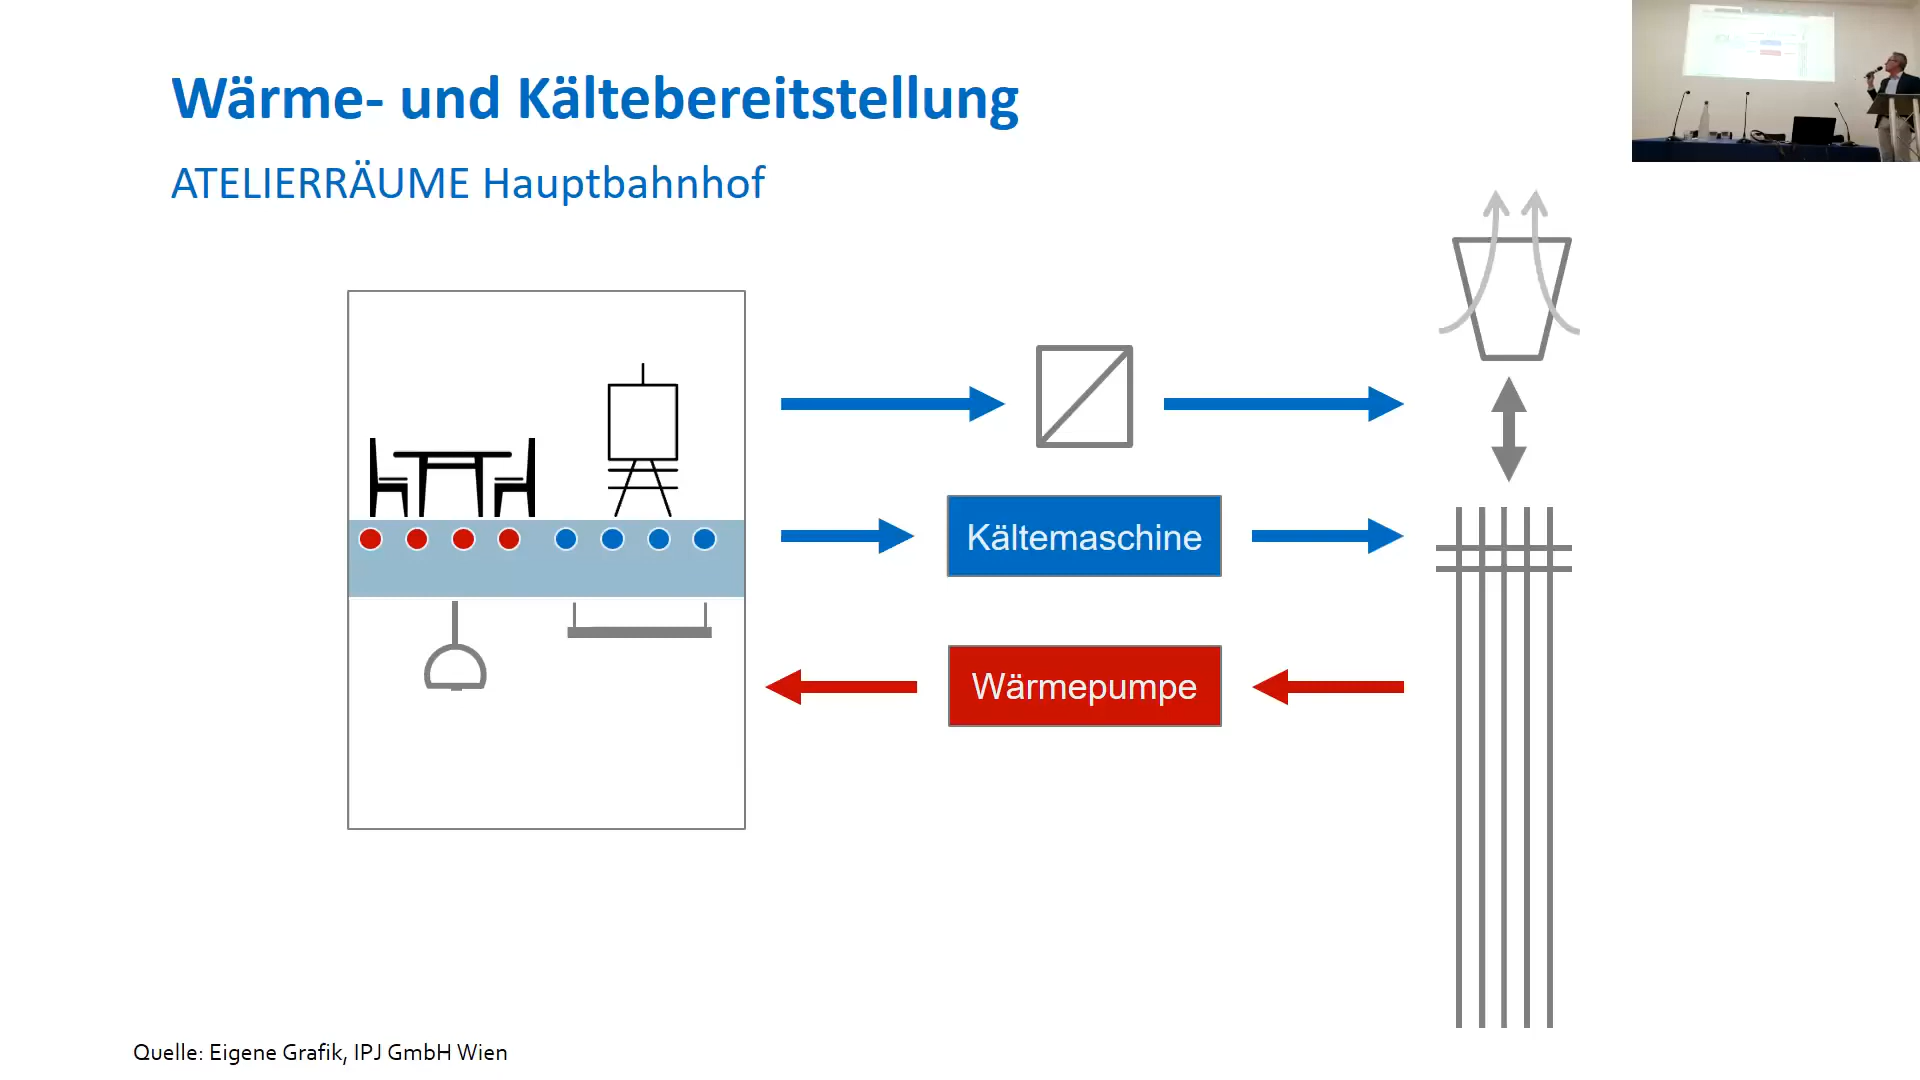 Wärme- und Kältebereitstellung
ATELIERRÄUME Hauptbahnhof
Kältemaschine
Wärmepumpe
Quelle: Eigene Grafik, IPJ GmbH Wien